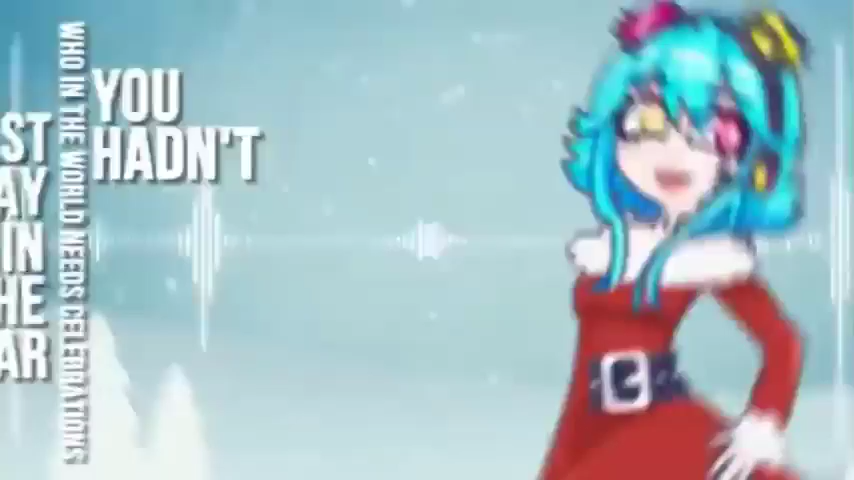 ST
AY
IN
HE
AR
WHO IN THE WORLD NEEDS CELEBRATIONS
YOU
HADN'T